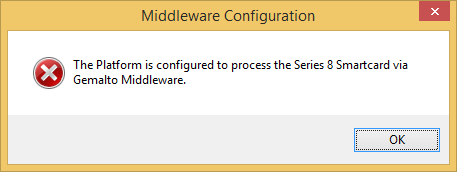 Middleware Configuration
The Platform is configured to process the Series 8 Smartcard via
Gemalto Middleware.
OK